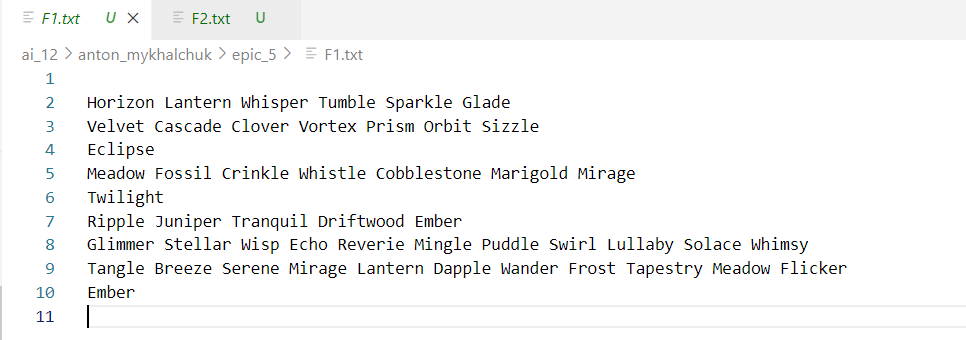 F1.txt U F2.txt U
ai_12 > anton_mykhalchuk > epic_5 > F1.txt
1
2 Horizon Lantern Whisper Tumble Sparkle Glade
3 Velvet Cascade Clover Vortex Prism Orbit Sizzle
4 Eclipse
5 Meadow Fossil Crinkle Whistle Cobblestone Marigold Mirage
6 Twilight
7 Ripple Juniper Tranquil Driftwood Ember
8 Glimmer Stellar Wisp Echo Reverie Mingle Puddle Swirl Lullaby Solace Whimsy
9 Tangle Breeze Serene Mirage Lantern Dapple Wander Frost Tapestry Meadow Flicker
10 Ember
11